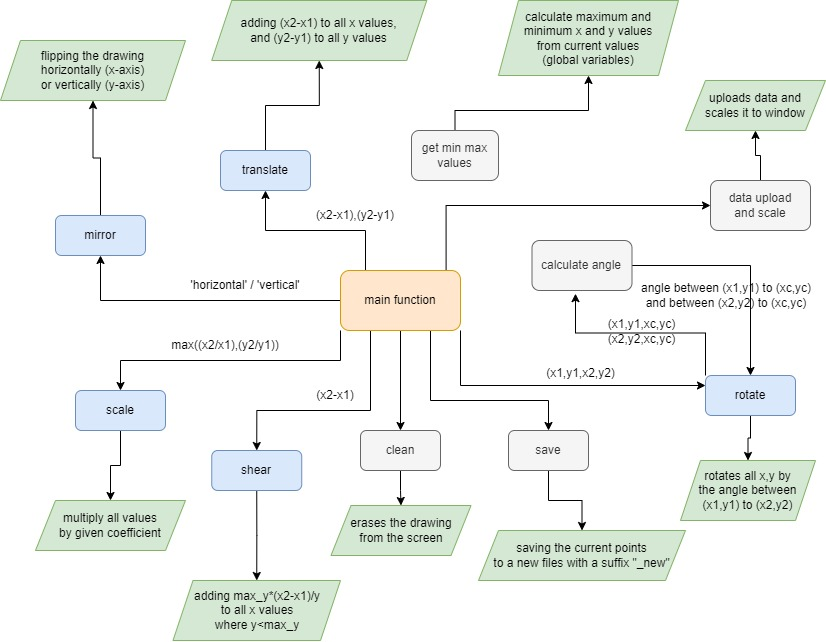 adding (x2-x1) to all x values,
and (y2-y1) to all y values
calculate maximum and
minimum x and y values
from current values
(global variables)
flipping the drawing
horizontally (x-axis)
or vertically (y-axis)
uploads data and
scales it to window
get min max
values
translate
data upload
and scale
mirror
(x2-x1),(y2-y1)
calculate angle
'horizontal' / 'vertical'
main function
angle between (x1,y1) to (xc,yc)
and between (x2,y2) to (xc,yc)
(x1,y1,xc,yc)
(x2,y2,xc,yc)
max((x2/x1),(y2/y1))
(x1,y1,x2,y2)
(x2-x1)
rotate
scale
clean
save
shear
rotates all x,y by
the angle between
(x1,y1) to (x2,y2)
multiply all values
by given coefficient
erases the drawing
from the screen
saving the current points
to a new files with a suffix "_new"
adding max_y*(x2-x1)/y
to all x values
where y<max_y